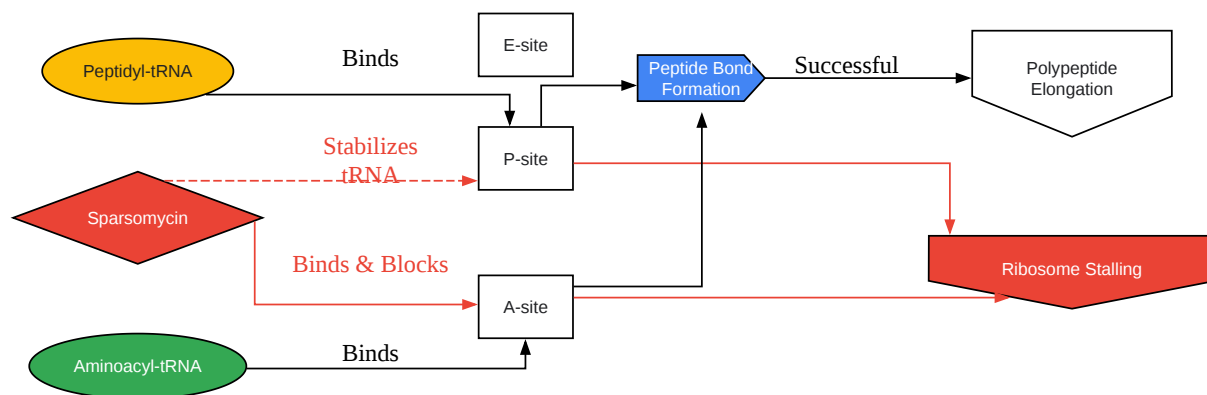 E-site
Peptidyl-tRNA
Binds
Peptide Bond
Formation
Successful
Polypeptide
Elongation
Stabilizes
tRNA
P-site
Sparsomycin
Binds & Blocks
Ribosome Stalling
A-site
Binds
Aminoacyl-tRNA